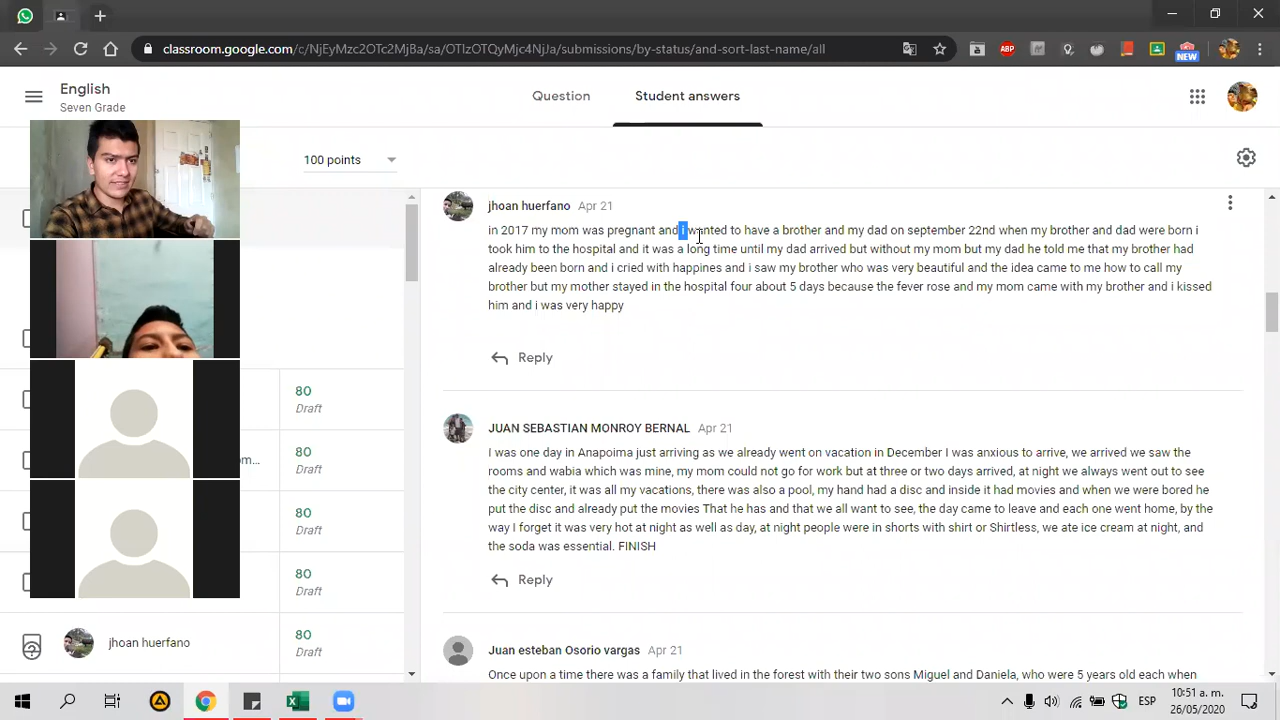 classroom.google.com/c/NjEyMzc2OTc2MjBa/sa/OTIzOTQyMjc4NjJa/submissions/by-status/and-sort-last-name/all
ABP
NEW
English
Seven Grade
Question
Student answers
100 points
jhoan huerfano Apr 21
in 2017 my mom was pregnant and i wanted to have a brother and my dad on september 22nd when my brother and dad were born i
took him to the hospital and it was a long time until my dad arrived but without my mom but my dad he told me that my brother had
already been born and i cried with happines and i saw my brother who was very beautiful and the idea came to me how to call my
brother but my mother stayed in the hospital four about 5 days because the fever rose and my mom came with my brother and i kissed
him and i was very happy
Reply
JUAN SEBASTIAN MONROY BERNAL Apr 21
I was one day in Anapoima just arriving as we already went on vacation in December I was anxious to arrive, we arrived we saw the
rooms and wabia which was mine, my mom could not go for work but at three or two days arrived, at night we always went out to see
the city center, it was all my vacations, there was also a pool, my hand had a disc and inside it had movies and when we were bored he
put the disc and already put the movies That he has and that we all want to see, the day came to leave and each one went home, by the
way I forget it was very hot at night as well as day, at night people were in shorts with shirt or Shirtless, we ate ice cream at night, and
the soda was essential. FINISH
Reply
Juan esteban Osorio vargas Apr 21
Once upon a time there was a family that lived in the forest with their two sons Miguel and Daniela, who were 5 years old each when
80
Draft
om...
80
Draft
80
Draft
80
Draft
jhoan huerfano
80
Draft
ESP
10:51 a. m.
26/05/2020